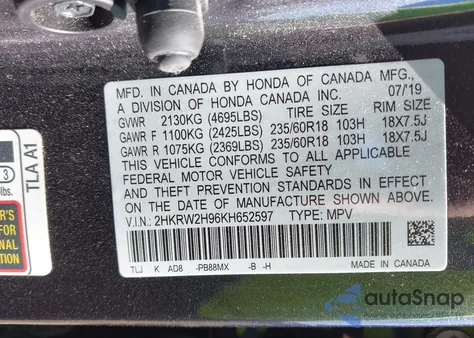 MFD. IN CANADA BY HONDA OF CANADA MFG.,
A DIVISION OF HONDA CANADA INC. 07/19
GVWR 2130KG (4695LBS) TIRE SIZE RIM SIZE
GAWR F 1100KG (2425LBS) 235/60R18 103H 18X7.5J
GAWR R 1075KG (2369LBS) 235/60R18 103H 18X7.5J
THIS VEHICLE CONFORMS TO ALL APPLICABLE
FEDERAL MOTOR VEHICLE SAFETY AND
THEFT PREVENTION STANDARDS IN EFFECT
ON THE DATE OF MANUFACTURE SHOWN ABOVE.
V.I.N.: 2HKRW2H96KH652597 TYPE: MPV
TLJ K AD8 -PB88MX -B -H MADE IN CANADA
TLA A1
3
lbs.
autoSnap